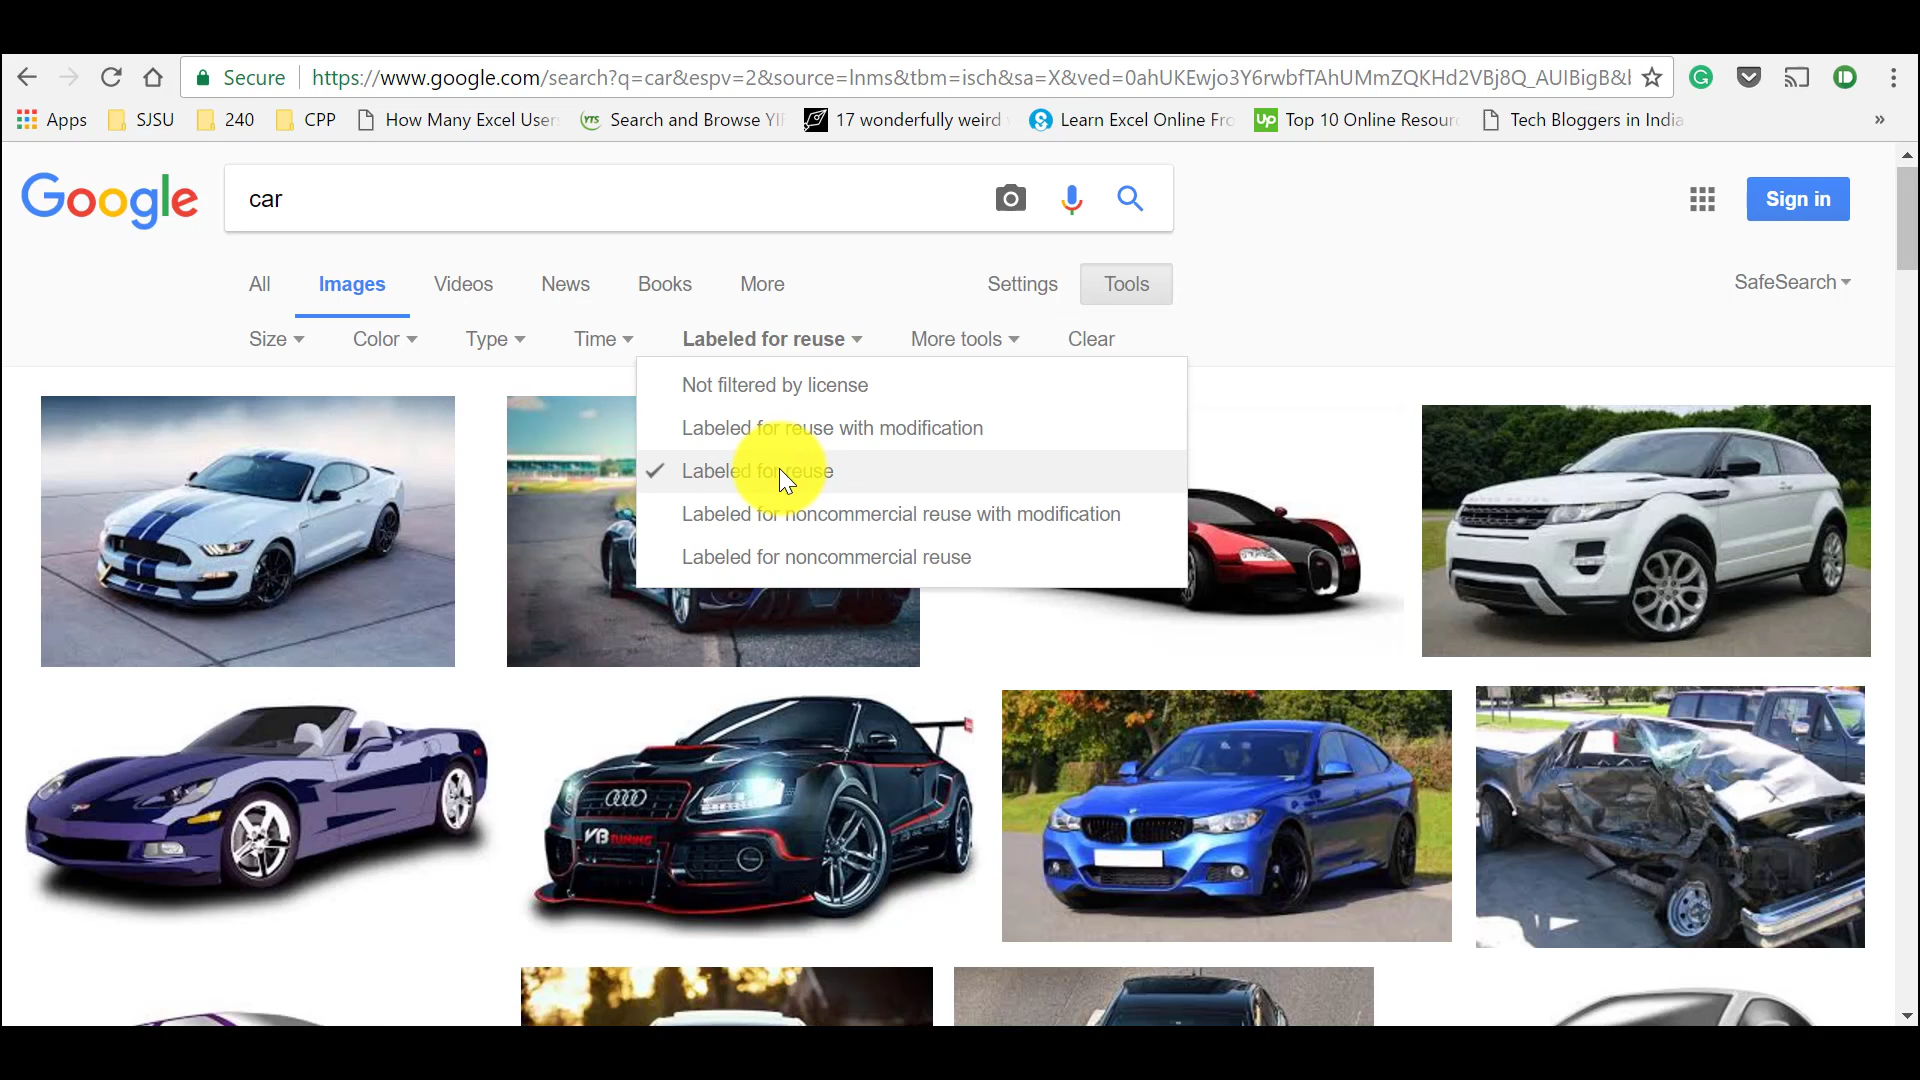 Secure https://www.google.com/search?q=car&espv=2&source=lnms&tbm=isch&sa=X&ved=0ahUKEwjo3Y6rwbfTAhUMmZQKHd2VBj8Q_AUIBigB&
Apps SJSU 240 CPP How Many Excel User Search and Browse YI 17 wonderfully weird Learn Excel Online Fro Top 10 Online Resour Tech Bloggers in India »
Google car Sign in
All Images Videos News Books More Settings Tools SafeSearch
Size Color Type Time Labeled for reuse More tools Clear
Not filtered by license
Labeled for reuse with modification
Labeled for reuse
Labeled for noncommercial reuse with modification
Labeled for noncommercial reuse
TUNING